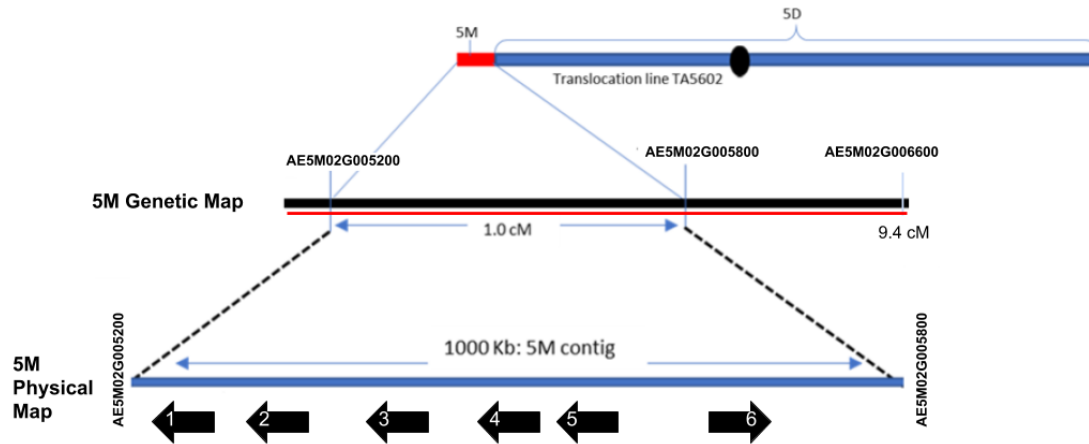 5M
5D
Translocation line TA5602
AE5M02G005200
AE5M02G005800
AE5M02G006600
5M Genetic Map
1.0 cM
9.4 cM
AE5M02G005200
1000 Kb: 5M contig
AE5M02G005800
5M
Physical
Map
1
2
3
4
5
6